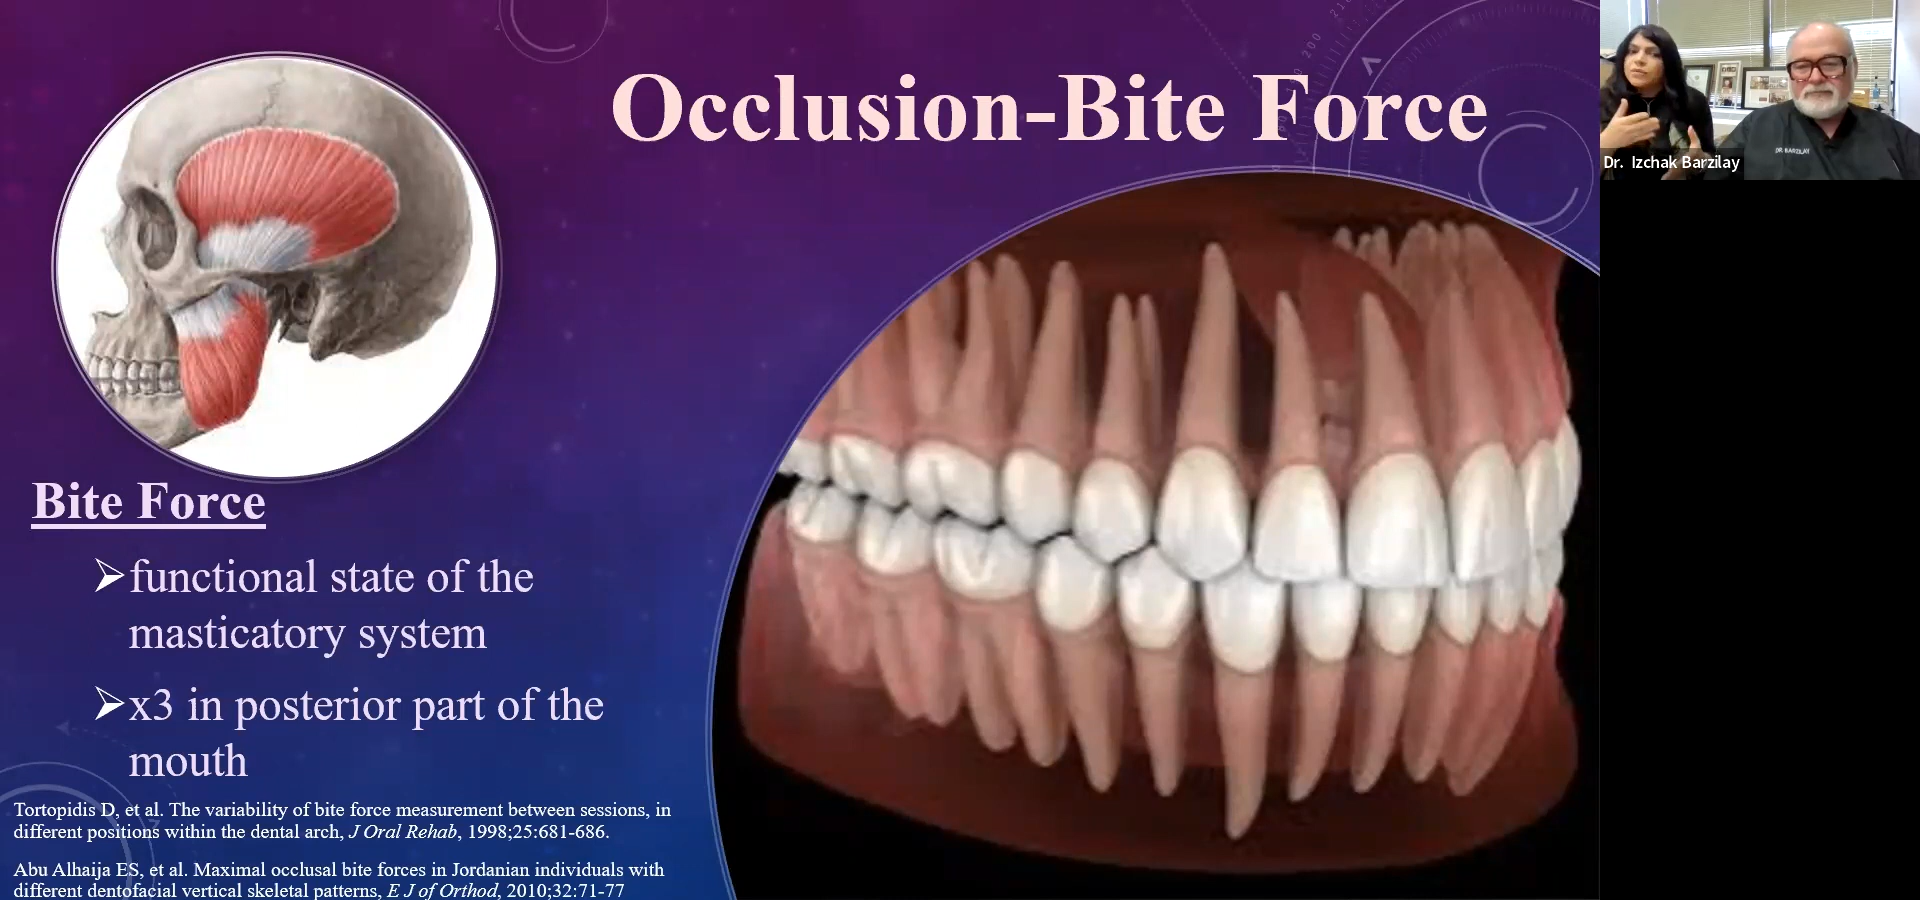 Occlusion-Bite Force
Bite Force
➢functional state of the
masticatory system
➢x3 in posterior part of the
mouth
Tortopidis D, et al. The variability of bite force measurement between sessions, in
different positions within the dental arch, J Oral Rehab, 1998;25:681-686.
Abu Alhaija ES, et al. Maximal occlusal bite forces in Jordanian individuals with
different dentofacial vertical skeletal patterns, E J of Orthod, 2010;32:71-77
Dr. Izchak Barzilay
DR. BARZILAY